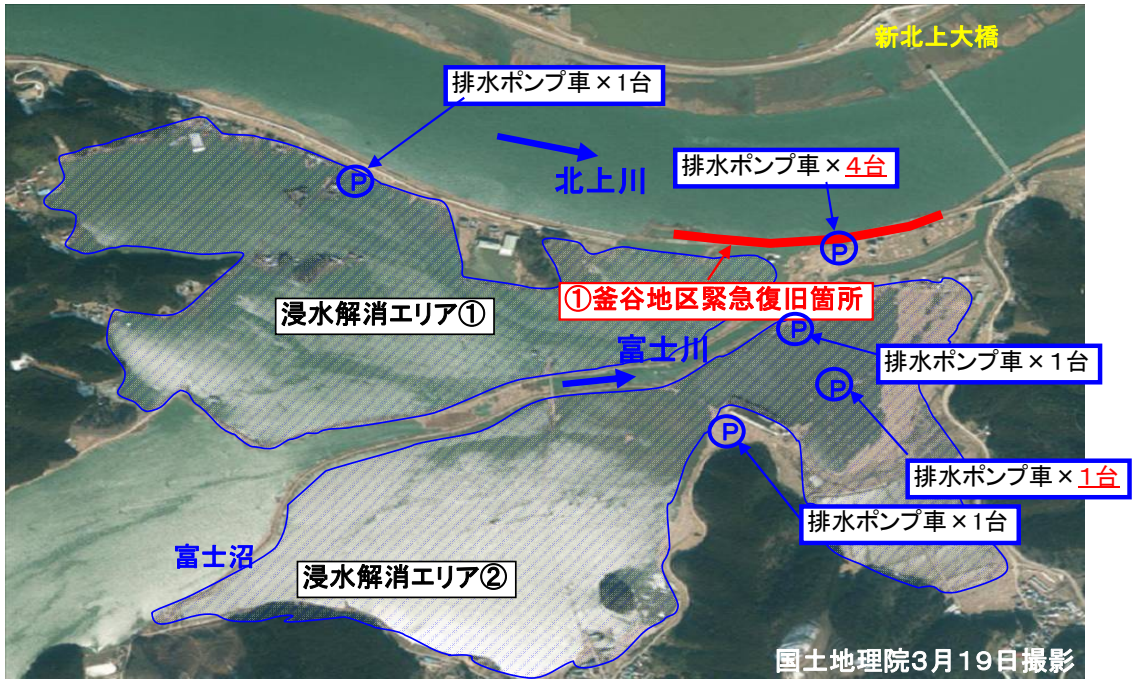 新北上大橋
排水ポンプ車×1台
北上川
排水ポンプ車×4台
P
P
①釜谷地区緊急復旧箇所
浸水解消エリア①
富士川
P
排水ポンプ車×1台
P
P
排水ポンプ車×1台
排水ポンプ車×1台
富士沼
浸水解消エリア②
国土地理院3月19日撮影